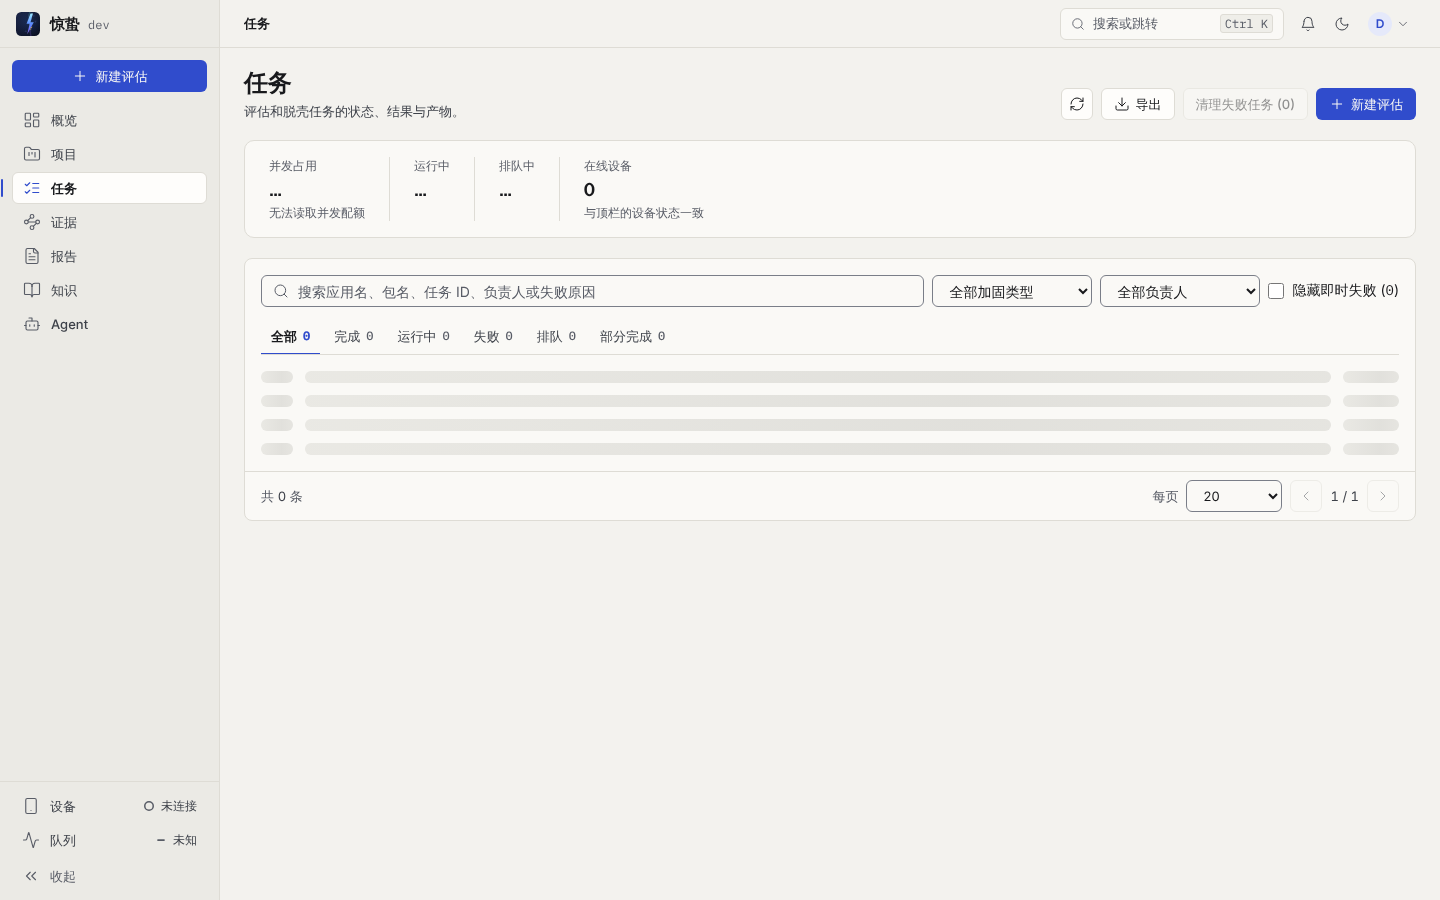 惊蛰 dev
任务
搜索或跳转
Ctrl K
D
新建评估
概览
项目
任务
证据
报告
知识
Agent
设备
未连接
队列
未知
收起
任务
评估和脱壳任务的状态、结果与产物。
导出
清理失败任务 (0)
新建评估
并发占用
…
无法读取并发配额
运行中
…
排队中
…
在线设备
0
与顶栏的设备状态一致
搜索应用名、包名、任务 ID、负责人或失败原因
全部加固类型
全部负责人
隐藏即时失败 (0)
全部 0
完成 0
运行中 0
失败 0
排队 0
部分完成 0
共 0 条
每页
20
1 / 1